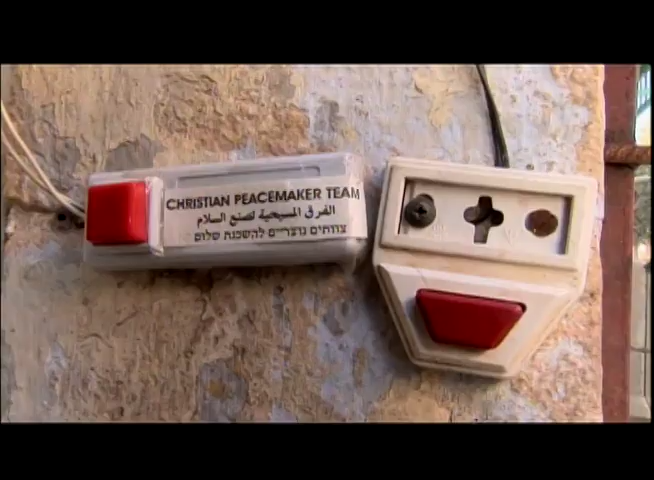 CHRISTIAN PEACEMAKER TEAM
الفرق المسيحية لصنع السلام
צוותים נוצריים להשכנת שלום